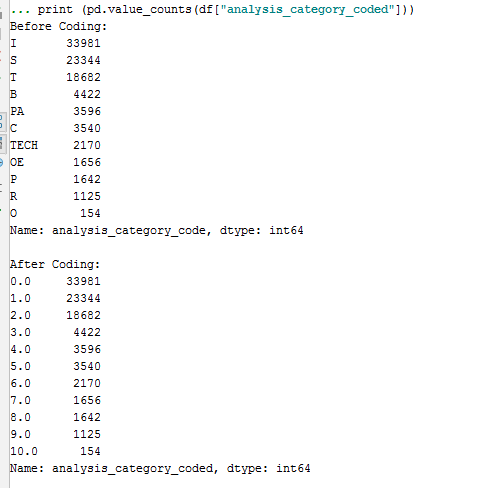 ... print (pd.value_counts(df["analysis_category_coded"]))
Before Coding:
I       33981
S       23344
T       18682
B        4422
PA       3596
C        3540
TECH     2170
OE       1656
P        1642
R        1125
O         154
Name: analysis_category_code, dtype: int64

After Coding:
0.0     33981
1.0     23344
2.0     18682
3.0      4422
4.0      3596
5.0      3540
6.0      2170
7.0      1656
8.0      1642
9.0      1125
10.0      154
Name: analysis_category_coded, dtype: int64